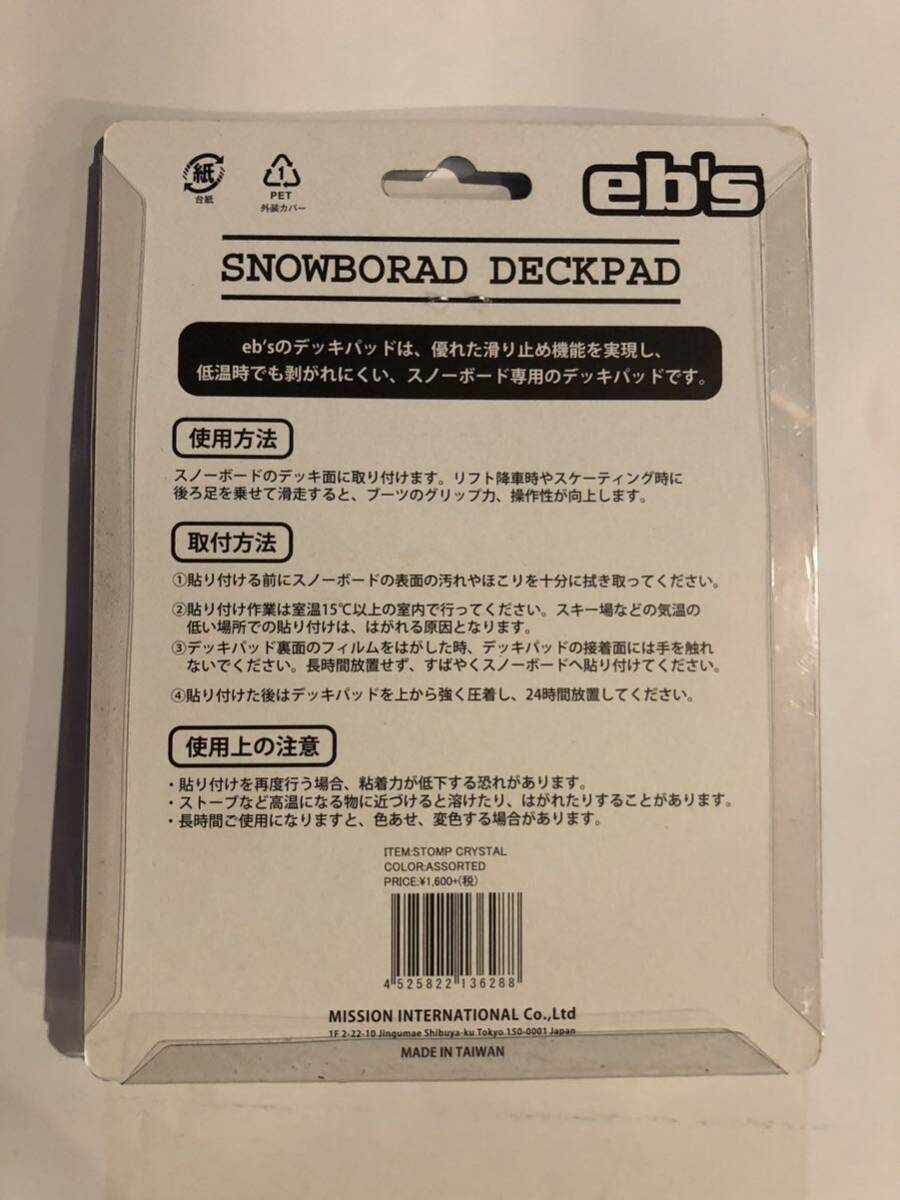 紙
台紙
1
PET
外装カバー
eb's
SNOWBORAD DECKPAD
eb'sのデッキパッドは、優れた滑り止め機能を実現し、
低温時でも剥がれにくい、スノーボード専用のデッキパッドです。
使用方法
スノーボードのデッキ面に取り付けます。リフト降車時やスケーティング時に
後ろ足を乗せて滑走すると、ブーツのグリップ力、操作性が向上します。
取付方法
①貼り付ける前にスノーボードの表面の汚れやほこりを十分に拭き取ってください。
②貼り付け作業は室温15℃以上の室内で行ってください。スキー場などの気温の
低い場所での貼り付けは、はがれる原因となります。
③デッキパッド裏面のフィルムをはがした時、デッキパッドの接着面には手を触れ
ないでください。長時間放置せず、すばやくスノーボードへ貼り付けてください。
④貼り付けた後はデッキパッドを上から強く圧着し、24時間放置してください。
使用上の注意
・貼り付けを再度行う場合、粘着力が低下する恐れがあります。
・ストーブなど高温になる物に近づけると溶けたり、はがれたりすることがあります。
・長時間ご使用になりますと、色あせ、変色する場合があります。
ITEM:STOMP CRYSTAL
COLOR:ASSORTED
PRICE:¥1,600+(税)
4 525822 136288
MISSION INTERNATIONAL Co.,Ltd
1F 2-22-10 Jingumae Shibuya-ku Tokyo 150-0001 Japan
MADE IN TAIWAN